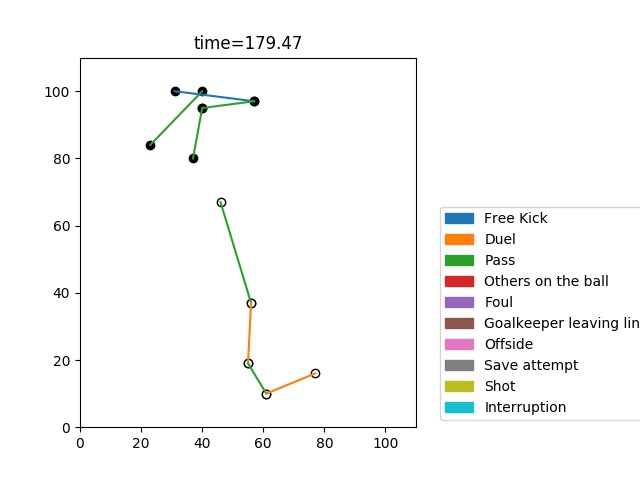 time=179.47
100
80
60
40
20
0
0 20 40 60 80 100
Free Kick
Duel
Pass
Others on the ball
Foul
Goalkeeper leaving lin
Offside
Save attempt
Shot
Interruption